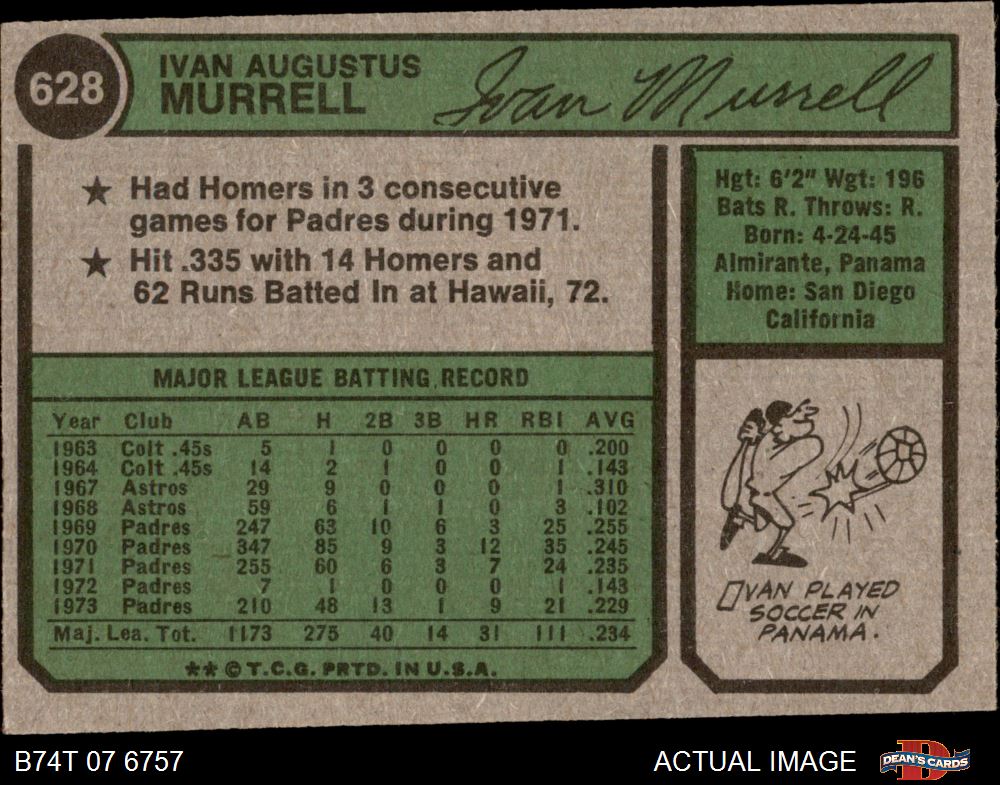 628
IVAN AUGUSTUS
MURRELL
Ivan Murrell
★ Had Homers in 3 consecutive
games for Padres during 1971.
★ Hit .335 with 14 Homers and
62 Runs Batted In at Hawaii, 72.
Hgt: 6'2" Wgt: 196
Bats R. Throws: R.
Born: 4-24-45
Almirante, Panama
Home: San Diego
California
MAJOR LEAGUE BATTING RECORD
Year Club AB H 2B 3B HR RBI AVG
1963 Colt .45s 5 1 0 0 0 0 .200
1964 Colt .45s 14 2 1 0 0 1 .143
1967 Astros 29 9 0 0 0 1 .310
1968 Astros 59 6 1 1 0 3 .102
1969 Padres 247 63 10 6 3 25 .255
1970 Padres 347 85 9 3 12 35 .245
1971 Padres 255 60 6 3 7 24 .235
1972 Padres 7 1 0 0 0 1 .143
1973 Padres 210 48 13 1 9 21 .229
Maj. Lea. Tot. 1173 275 40 14 31 111 .234
** © T.C.G. PRTD. IN U.S.A.
IVAN PLAYED
SOCCER IN
PANAMA.
B74T 07 6757
ACTUAL IMAGE
D
DEAN'S CARDS